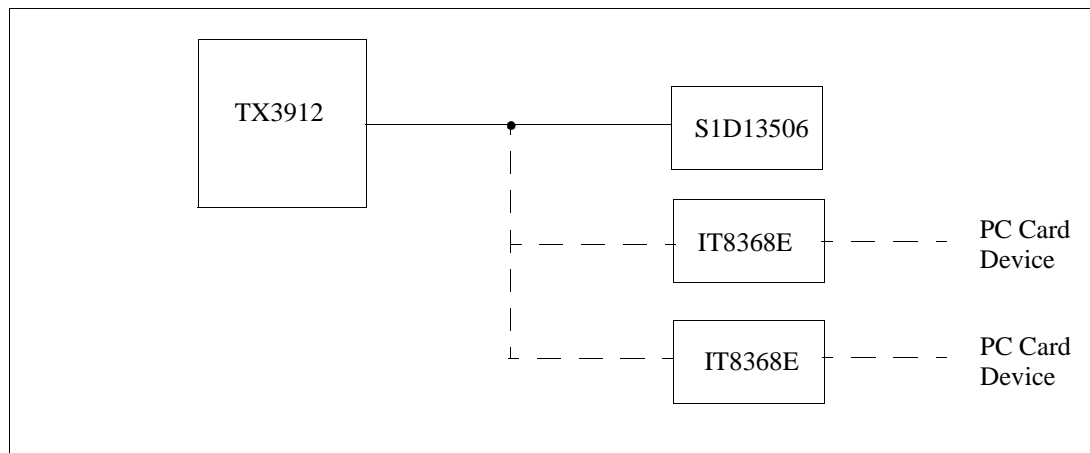 TX3912
S1D13506
IT8368E
PC Card
Device
IT8368E
PC Card
Device